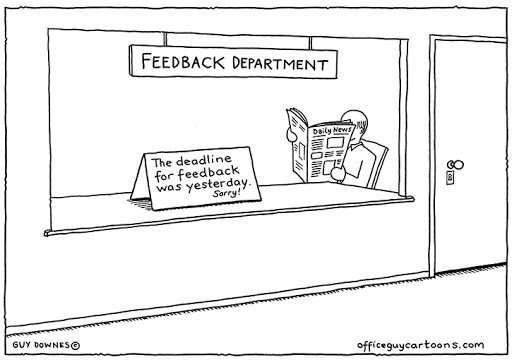 FEEDBACK DEPARTMENT
Daily News
The deadline
for feedback
was yesterday.
Sorry!
GUY DOWNES©
officeguycartoons.com